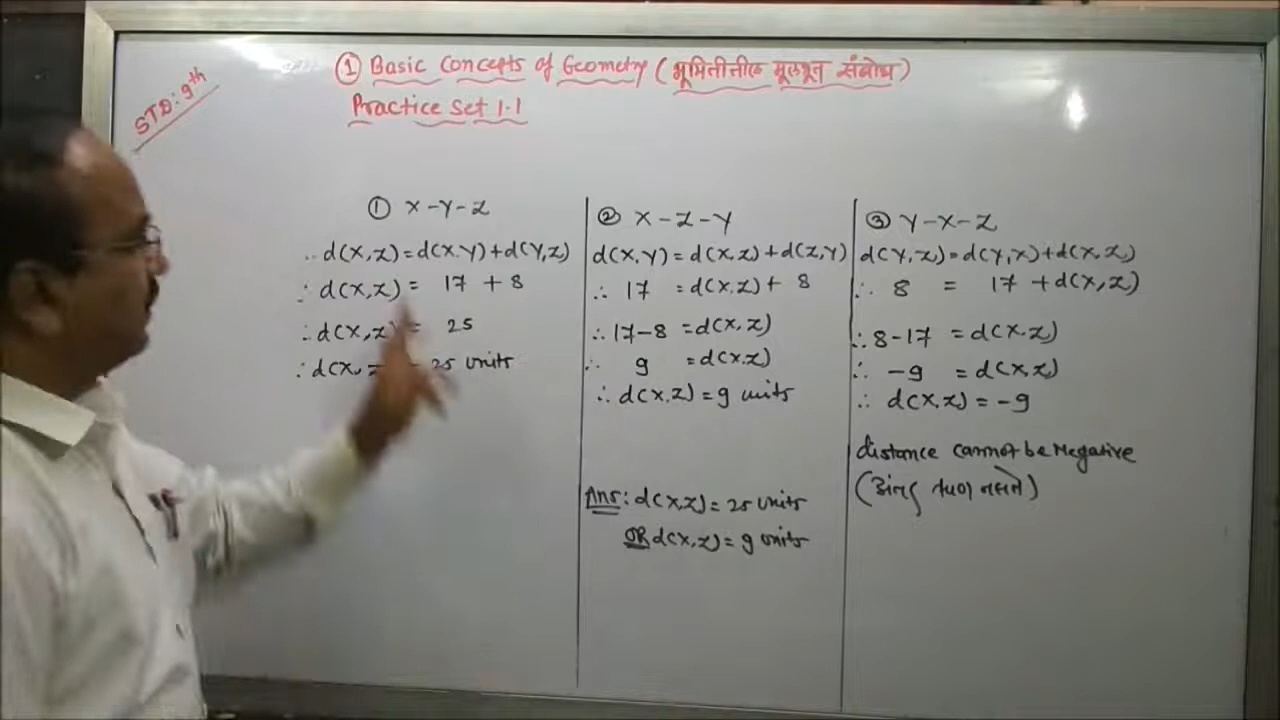 STD: 9th
① Basic Concepts of Geometry (भूमितीतील मूलभूत संबोध)
Practice Set 1.1
① X-Y-Z
∴ d(X,Z)=d(X.Y)+d(Y,Z)
∴ d(X,Z)= 17 + 8
∴ d(X,Z)= 25
∴ d(X, 25 units
② X-Z-Y
d(X.Y)=d(X,Z)+d(Z,Y)
∴ 17 =d(X.Z)+ 8
∴ 17-8 =d(X,Z)
∴ 9 =d(X.Z)
∴ d(X.Z)=9 units
Ans: d(X,Z)=25 units
OR d(X,Z)=9 units
③ Y-X-Z
d(Y,Z)=d(Y,X)+d(X,Z)
∴ 8 = 17 +d(X,Z)
∴ 8-17 =d(X.Z)
∴ -9 =d(X,Z)
∴ d(X.Z)=-9
distance cannot be Negative
(अंतर ऋण नसते)